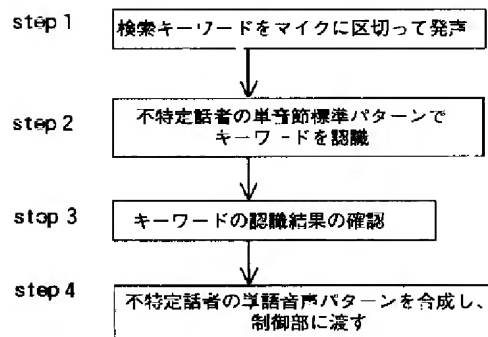 step 1
検索キーワードをマイクに区切って発声
step 2
不特定話者の単音節標準パターンで
キーワードを認識
step 3
キーワードの認識結果の確認
step 4
不特定話者の単語音声パターンを合成し、
制御部に渡す